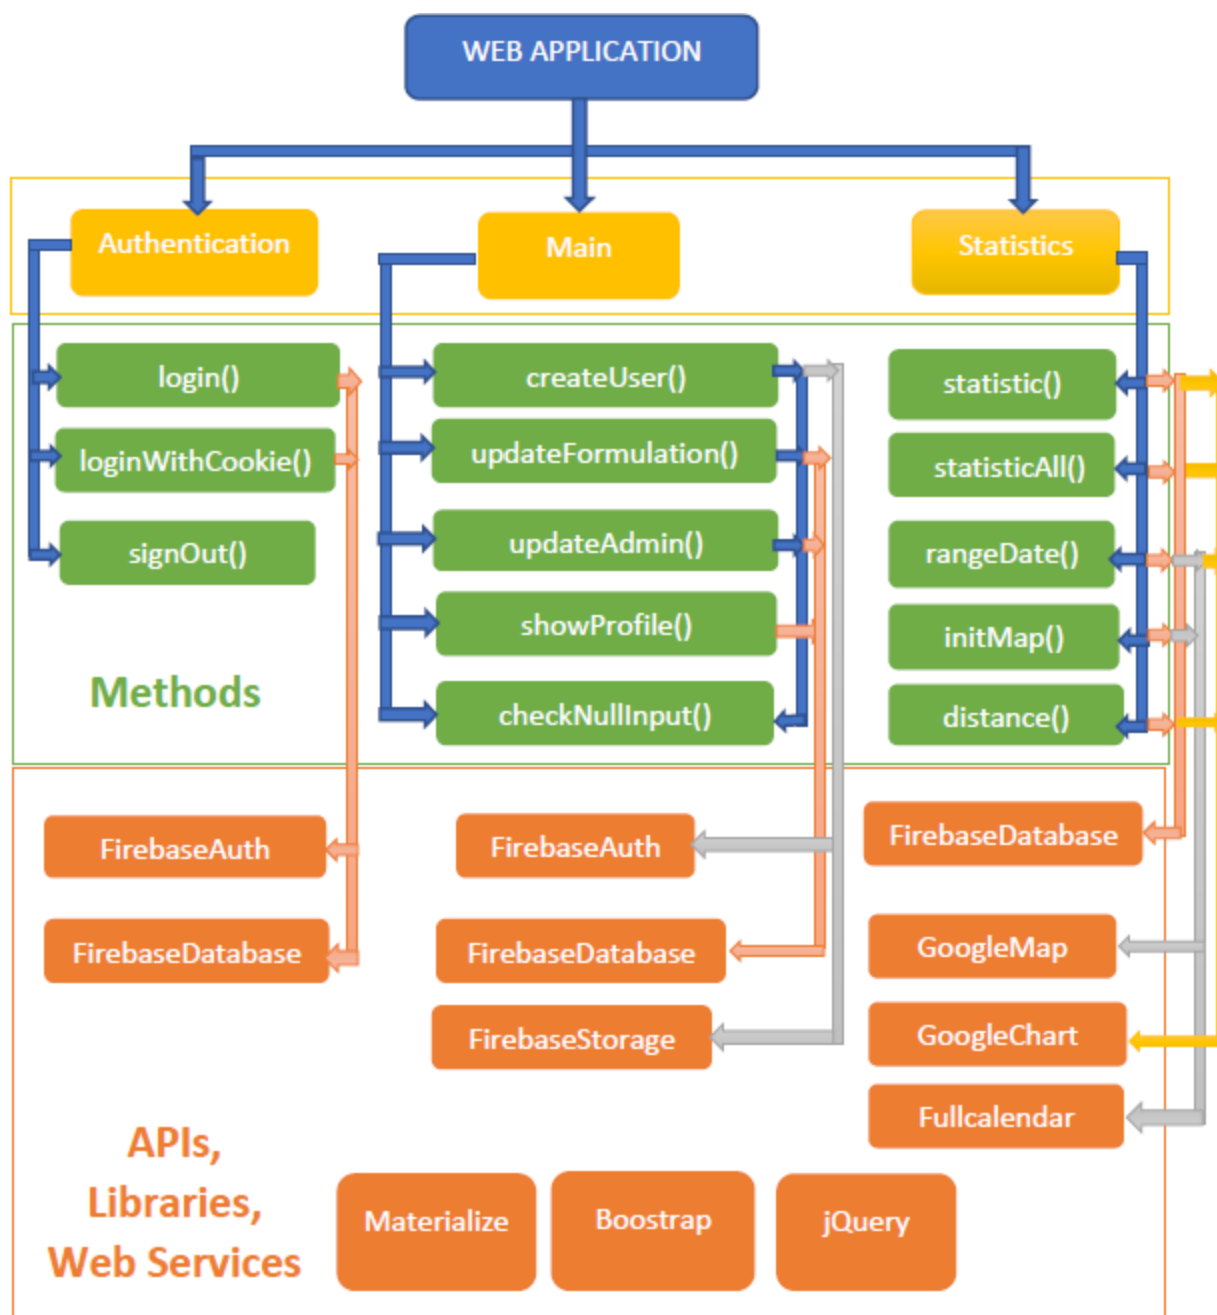 WEB APPLICATION
Authentication
Main
Statistics
login()
createUser()
statistic()
loginWithCookie()
updateFormulation()
statisticAll()
signOut()
updateAdmin()
rangeDate()
showProfile()
initMap()
Methods
checkNullInput()
distance()
FirebaseAuth
FirebaseAuth
FirebaseDatabase
FirebaseDatabase
FirebaseDatabase
GoogleMap
FirebaseStorage
GoogleChart
Fullcalendar
APIs,
Libraries,
Web Services
Materialize
Boostrap
jQuery